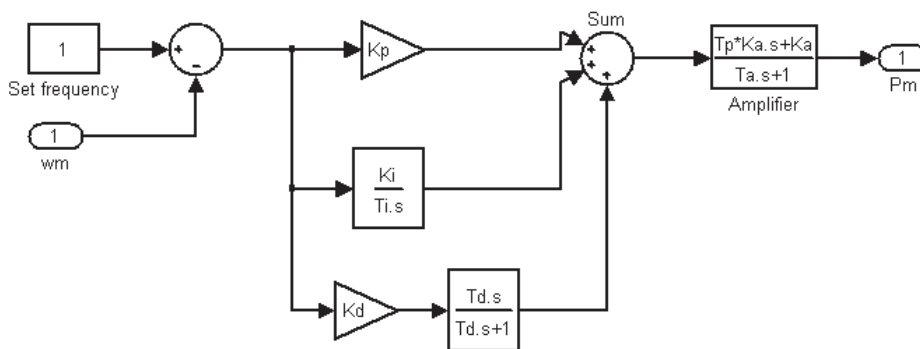 Sum
1
Set frequency
+
-
Kp
+
+
+
Tp*Ka.s+Ka
Ta.s+1
Amplifier
1
Pm
1
wm
Ki
Ti.s
Kd
Td.s
Td.s+1